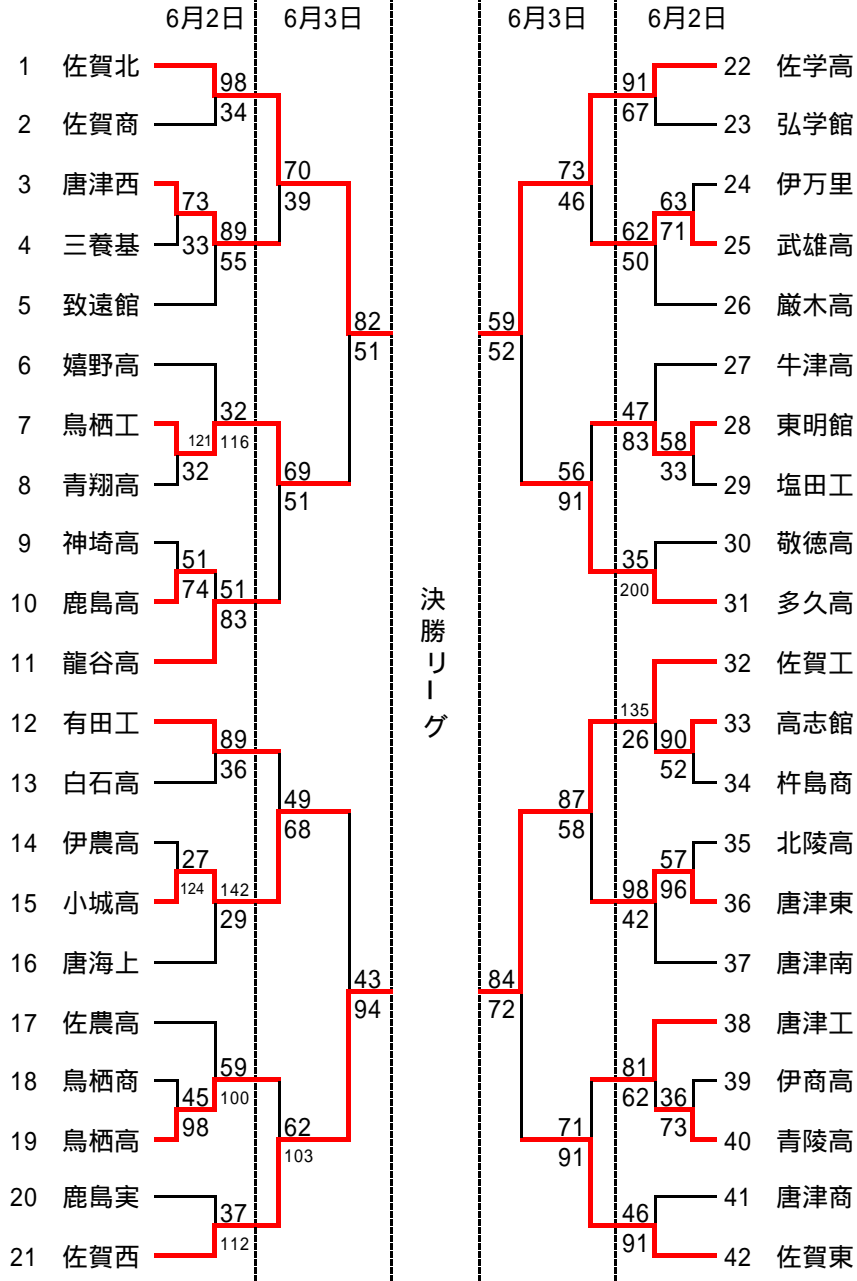 6月2日 6月3日 6月3日 6月2日
1 佐賀北 22 佐学高
98 91
34 67
2 佐賀商 23 弘学館
70 73
3 唐津西 24 伊万里
73 39 46 63
4 三養基 25 武雄高
33 89 62 71
55 50
5 致遠館 26 厳木高
82 59
51 52
6 嬉野高 27 牛津高
32 47
7 鳥栖工 28 東明館
121 116 83 58
32 69 56 33
8 青翔高 29 塩田工
51 91
9 神埼高 30 敬徳高
51 35
74 51 200
10 鹿島高 31 多久高
83
決勝リーグ
11 龍谷高 32 佐賀工
135
12 有田工 33 高志館
89 26 90
36 52
13 白石高 34 杵島商
49 87
68 58
14 伊農高 35 北陵高
27 57
124 142 98 96
15 小城高 36 唐津東
29 42
16 唐海上 37 唐津南
43 84
94 72
17 佐農高 38 唐津工
59 81
18 鳥栖商 39 伊商高
45 100 62 36
98 73
19 鳥栖高 40 青陵高
62 71
103 91
20 鹿島実 41 唐津商
37 46
112 91
21 佐賀西 42 佐賀東